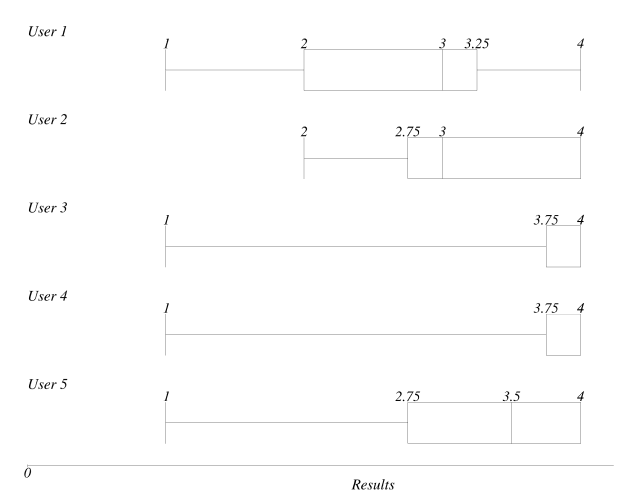 User 1
1 2 3 3.25 4
User 2
2 2.75 3 4
User 3
1 3.75 4
User 4
1 3.75 4
User 5
1 2.75 3.5 4
0
Results